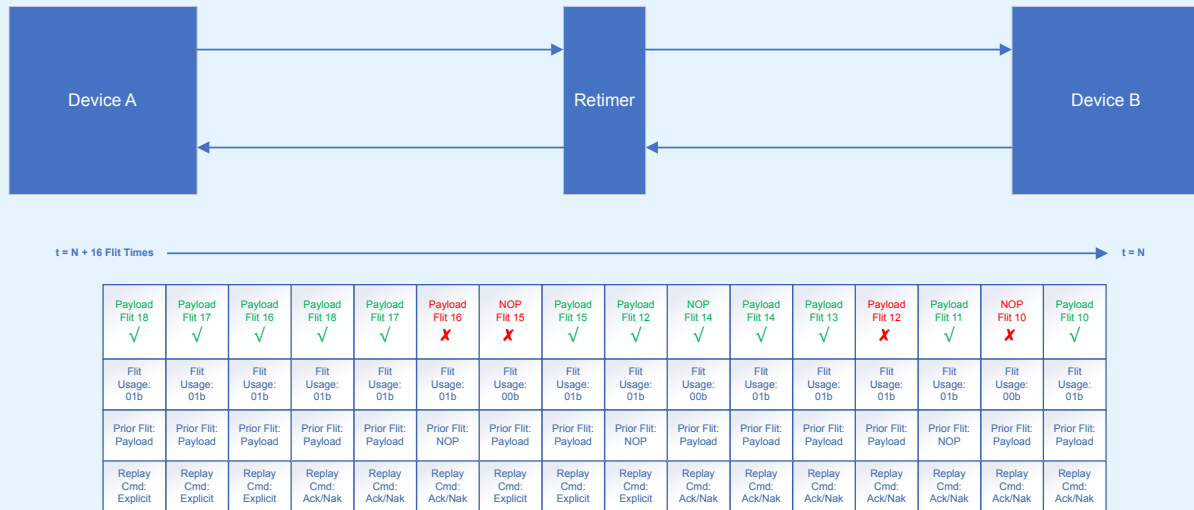 Device A
Retimer
Device B
t = N + 16 Flit Times
t = N
Payload Flit 18 √
Payload Flit 17 √
Payload Flit 16 √
Payload Flit 18 √
Payload Flit 17 √
Payload Flit 16 ✗
NOP Flit 15 ✗
Payload Flit 15 √
Payload Flit 12 √
NOP Flit 14 √
Payload Flit 14 √
Payload Flit 13 √
Payload Flit 12 ✗
Payload Flit 11 √
NOP Flit 10 ✗
Payload Flit 10 √
Flit Usage: 01b
Flit Usage: 01b
Flit Usage: 01b
Flit Usage: 01b
Flit Usage: 01b
Flit Usage: 01b
Flit Usage: 00b
Flit Usage: 01b
Flit Usage: 01b
Flit Usage: 00b
Flit Usage: 01b
Flit Usage: 01b
Flit Usage: 01b
Flit Usage: 01b
Flit Usage: 00b
Flit Usage: 01b
Prior Flit: Payload
Prior Flit: Payload
Prior Flit: Payload
Prior Flit: Payload
Prior Flit: Payload
Prior Flit: NOP
Prior Flit: Payload
Prior Flit: Payload
Prior Flit: NOP
Prior Flit: Payload
Prior Flit: Payload
Prior Flit: Payload
Prior Flit: Payload
Prior Flit: NOP
Prior Flit: Payload
Prior Flit: Payload
Replay Cmd: Explicit
Replay Cmd: Explicit
Replay Cmd: Explicit
Replay Cmd: Ack/Nak
Replay Cmd: Ack/Nak
Replay Cmd: Ack/Nak
Replay Cmd: Explicit
Replay Cmd: Explicit
Replay Cmd: Explicit
Replay Cmd: Ack/Nak
Replay Cmd: Ack/Nak
Replay Cmd: Ack/Nak
Replay Cmd: Ack/Nak
Replay Cmd: Ack/Nak
Replay Cmd: Ack/Nak
Replay Cmd: Ack/Nak